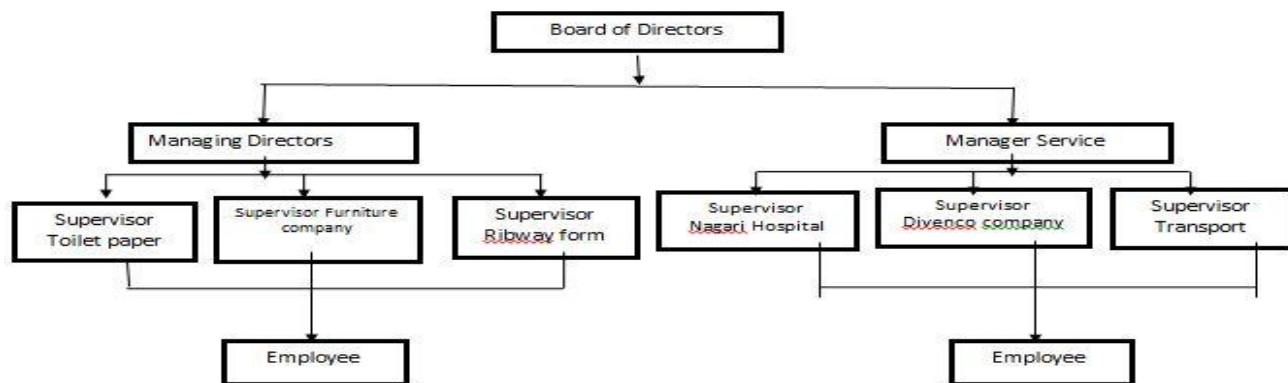 Board of Directors
Managing Directors
Manager Service
Supervisor
Toilet paper
Supervisor Furniture
company
Supervisor
Ribway form
Supervisor
Nagari Hospital
Supervisor
Divenco company
Supervisor
Transport
Employee
Employee